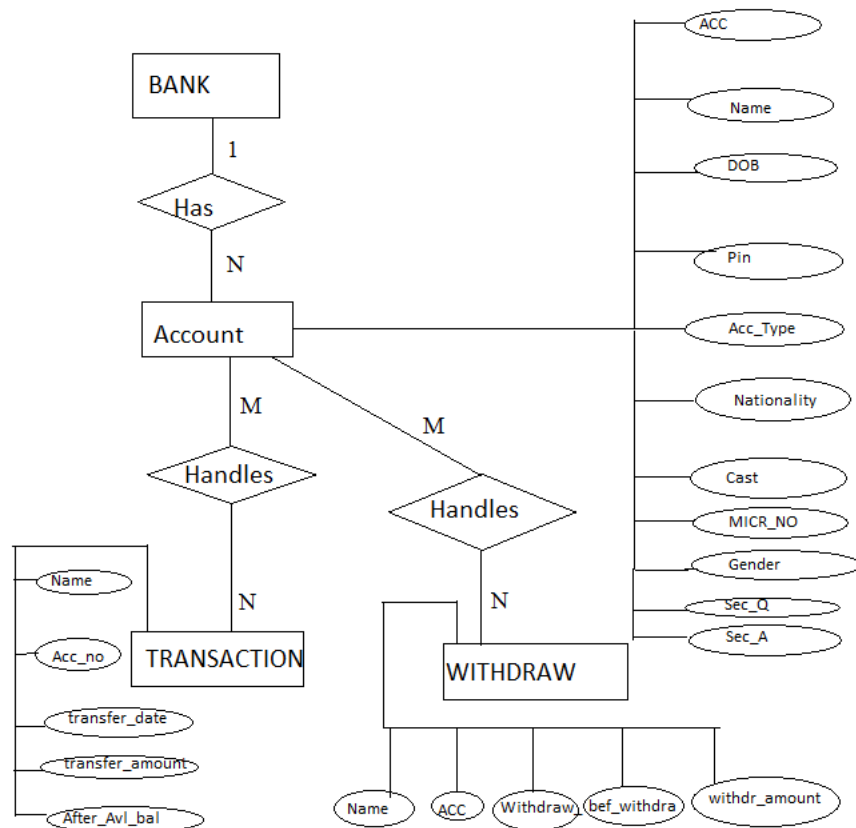 ACC
BANK
Name
1
DOB
Has
Pin
N
Account
Acc_Type
Nationality
M
M
Handles
Cast
Handles
MICR_NO
Gender
Name
N
N
Sec_Q
Sec_A
Acc_no
TRANSACTION
WITHDRAW
transfer_date
transfer_amount
After_Avl_bal
Name
ACC
Withdraw_
bef_withdra
withdr_amount